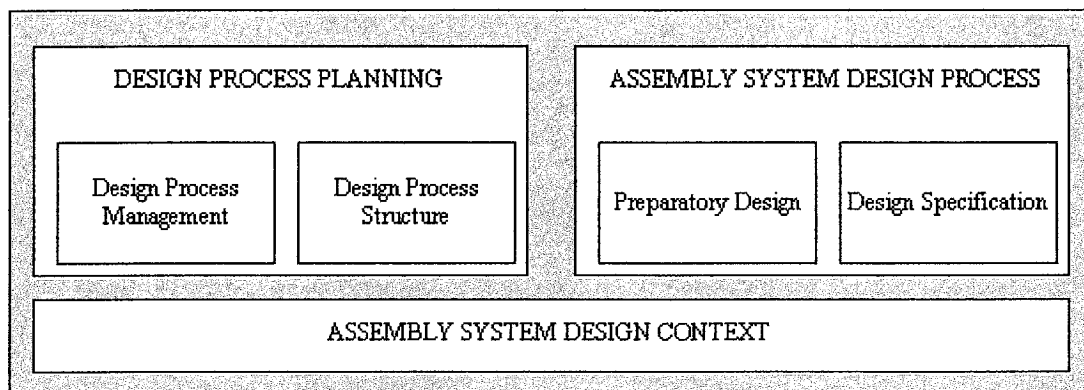 DESIGN PROCESS PLANNING
Design Process
Management
Design Process
Structure
ASSEMBLY SYSTEM DESIGN PROCESS
Preparatory Design
Design Specification
ASSEMBLY SYSTEM DESIGN CONTEXT